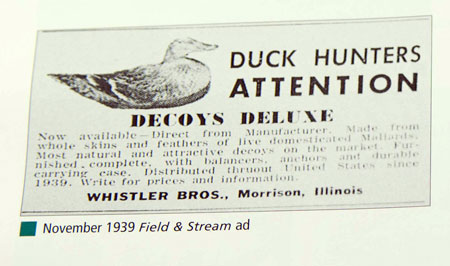 DUCK HUNTERS
ATTENTION
DECOYS DELUXE
Now available—Direct from Manufacturer. Made from
whole skins and feathers of live domesticated Mallards.
Most natural and attractive decoys on the market. Fur-
nished complete, with balancers, anchors and durable
carrying case. Distributed thruout United States since
1939. Write for prices and information.
WHISTLER BROS., Morrison, Illinois
November 1939 Field & Stream ad